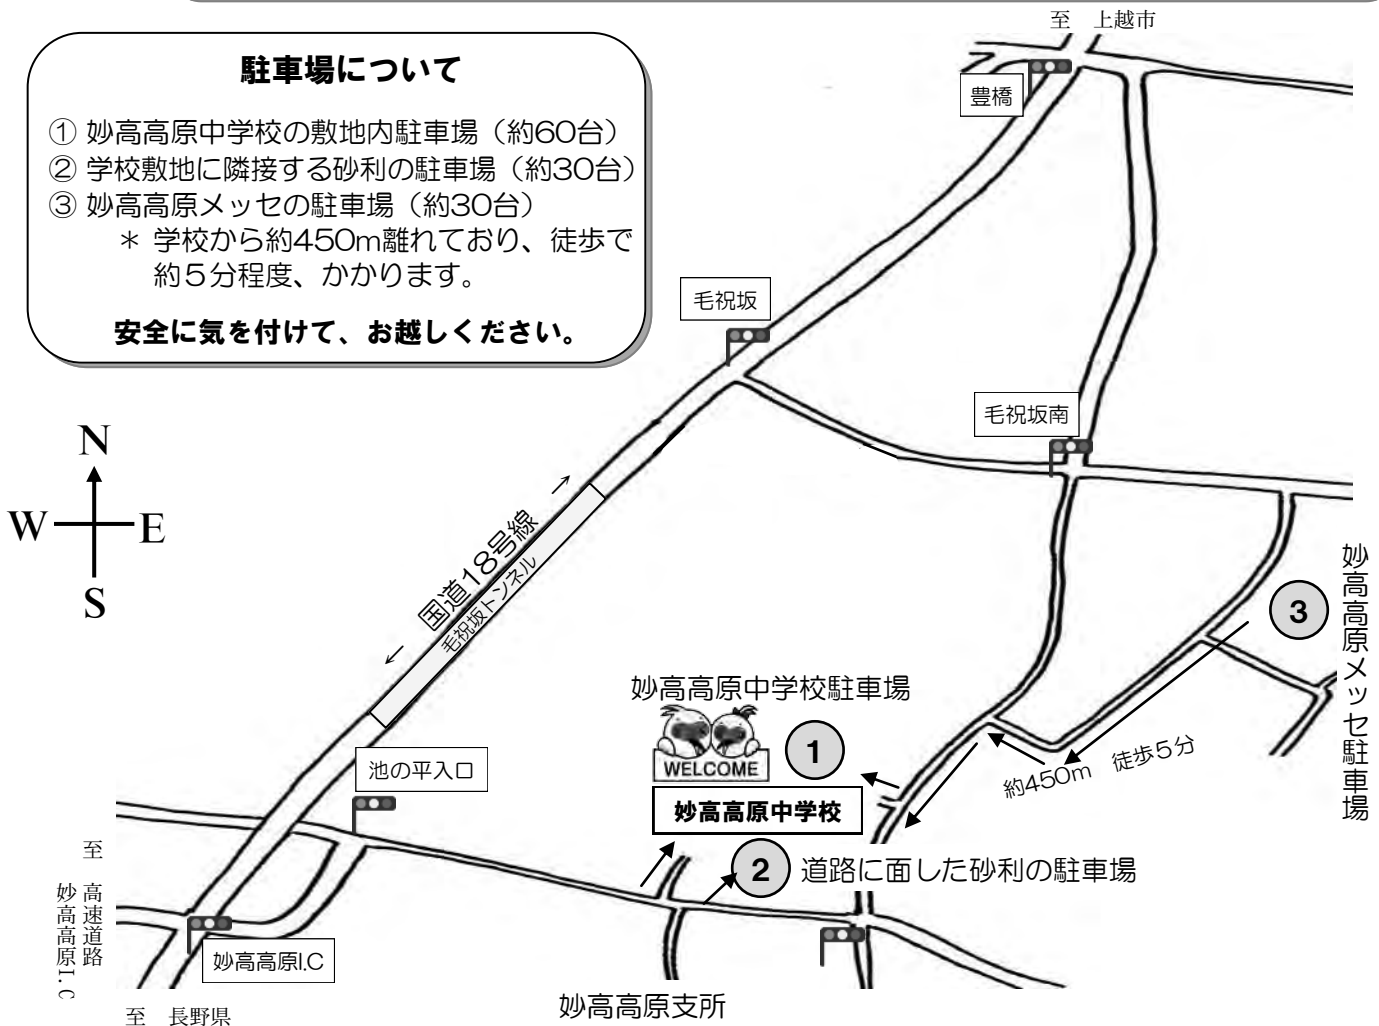 至 上越市
駐車場について
① 妙高高原中学校の敷地内駐車場（約60台）
② 学校敷地に隣接する砂利の駐車場（約30台）
③ 妙高高原メッセの駐車場（約30台）
＊ 学校から約450m離れており、徒歩で
約５分程度、かかります。
安全に気を付けて、お越しください。
豊橋
毛祝坂
毛祝坂南
N
W E
S
国道18号線
毛祝坂トンネル
3
妙高高原メッセ駐車場
妙高高原中学校駐車場
1
WELCOME
妙高高原中学校
約450m 徒歩５分
池の平入口
2
道路に面した砂利の駐車場
至 高速道路
妙高高原I.C
妙高高原I.C
妙高高原支所
至 長野県